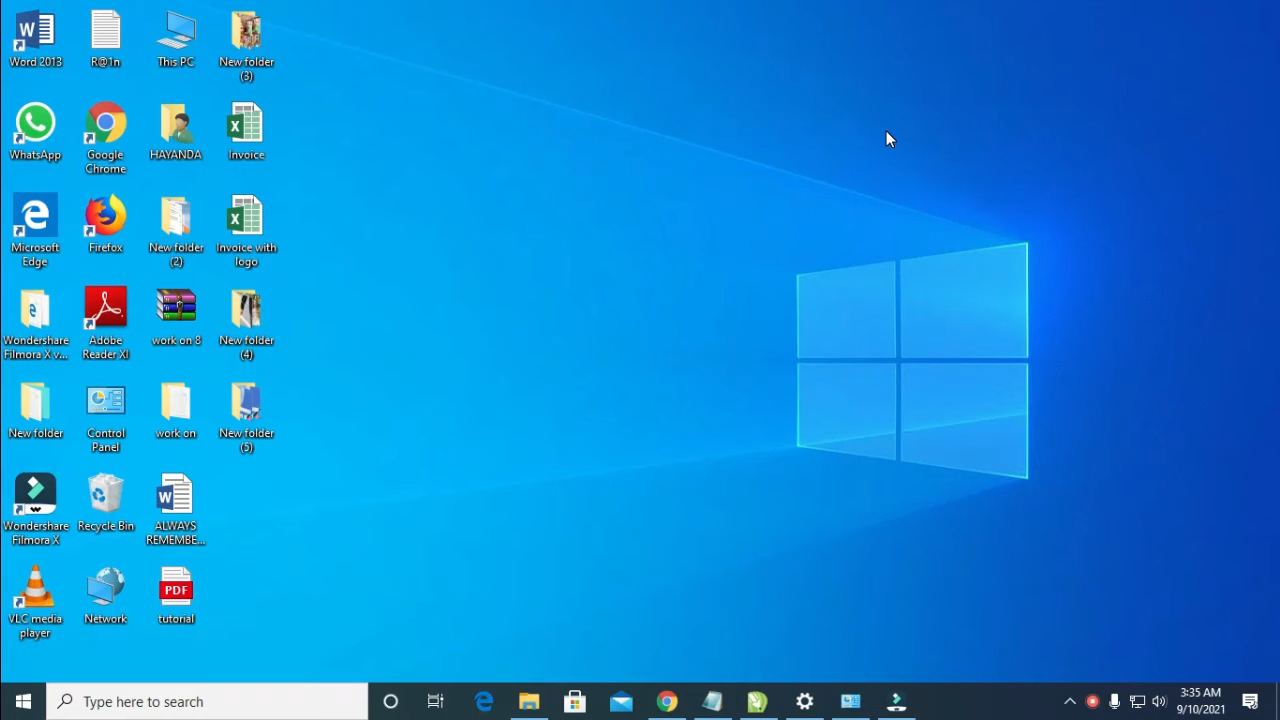 Word 2013
R@1n
This PC
New folder
(3)
WhatsApp
Google
Chrome
HAYANDA
Invoice
Microsoft
Edge
Firefox
New folder
(2)
Invoice with
logo
Wondershare
Filmora X v...
Adobe
Reader XI
work on 8
New folder
(4)
New folder
Control
Panel
work on
New folder
(5)
Wondershare
Filmora X
Recycle Bin
ALWAYS
REMEMBE...
VLC media
player
Network
PDF
tutorial
Type here to search
3:35 AM
9/10/2021